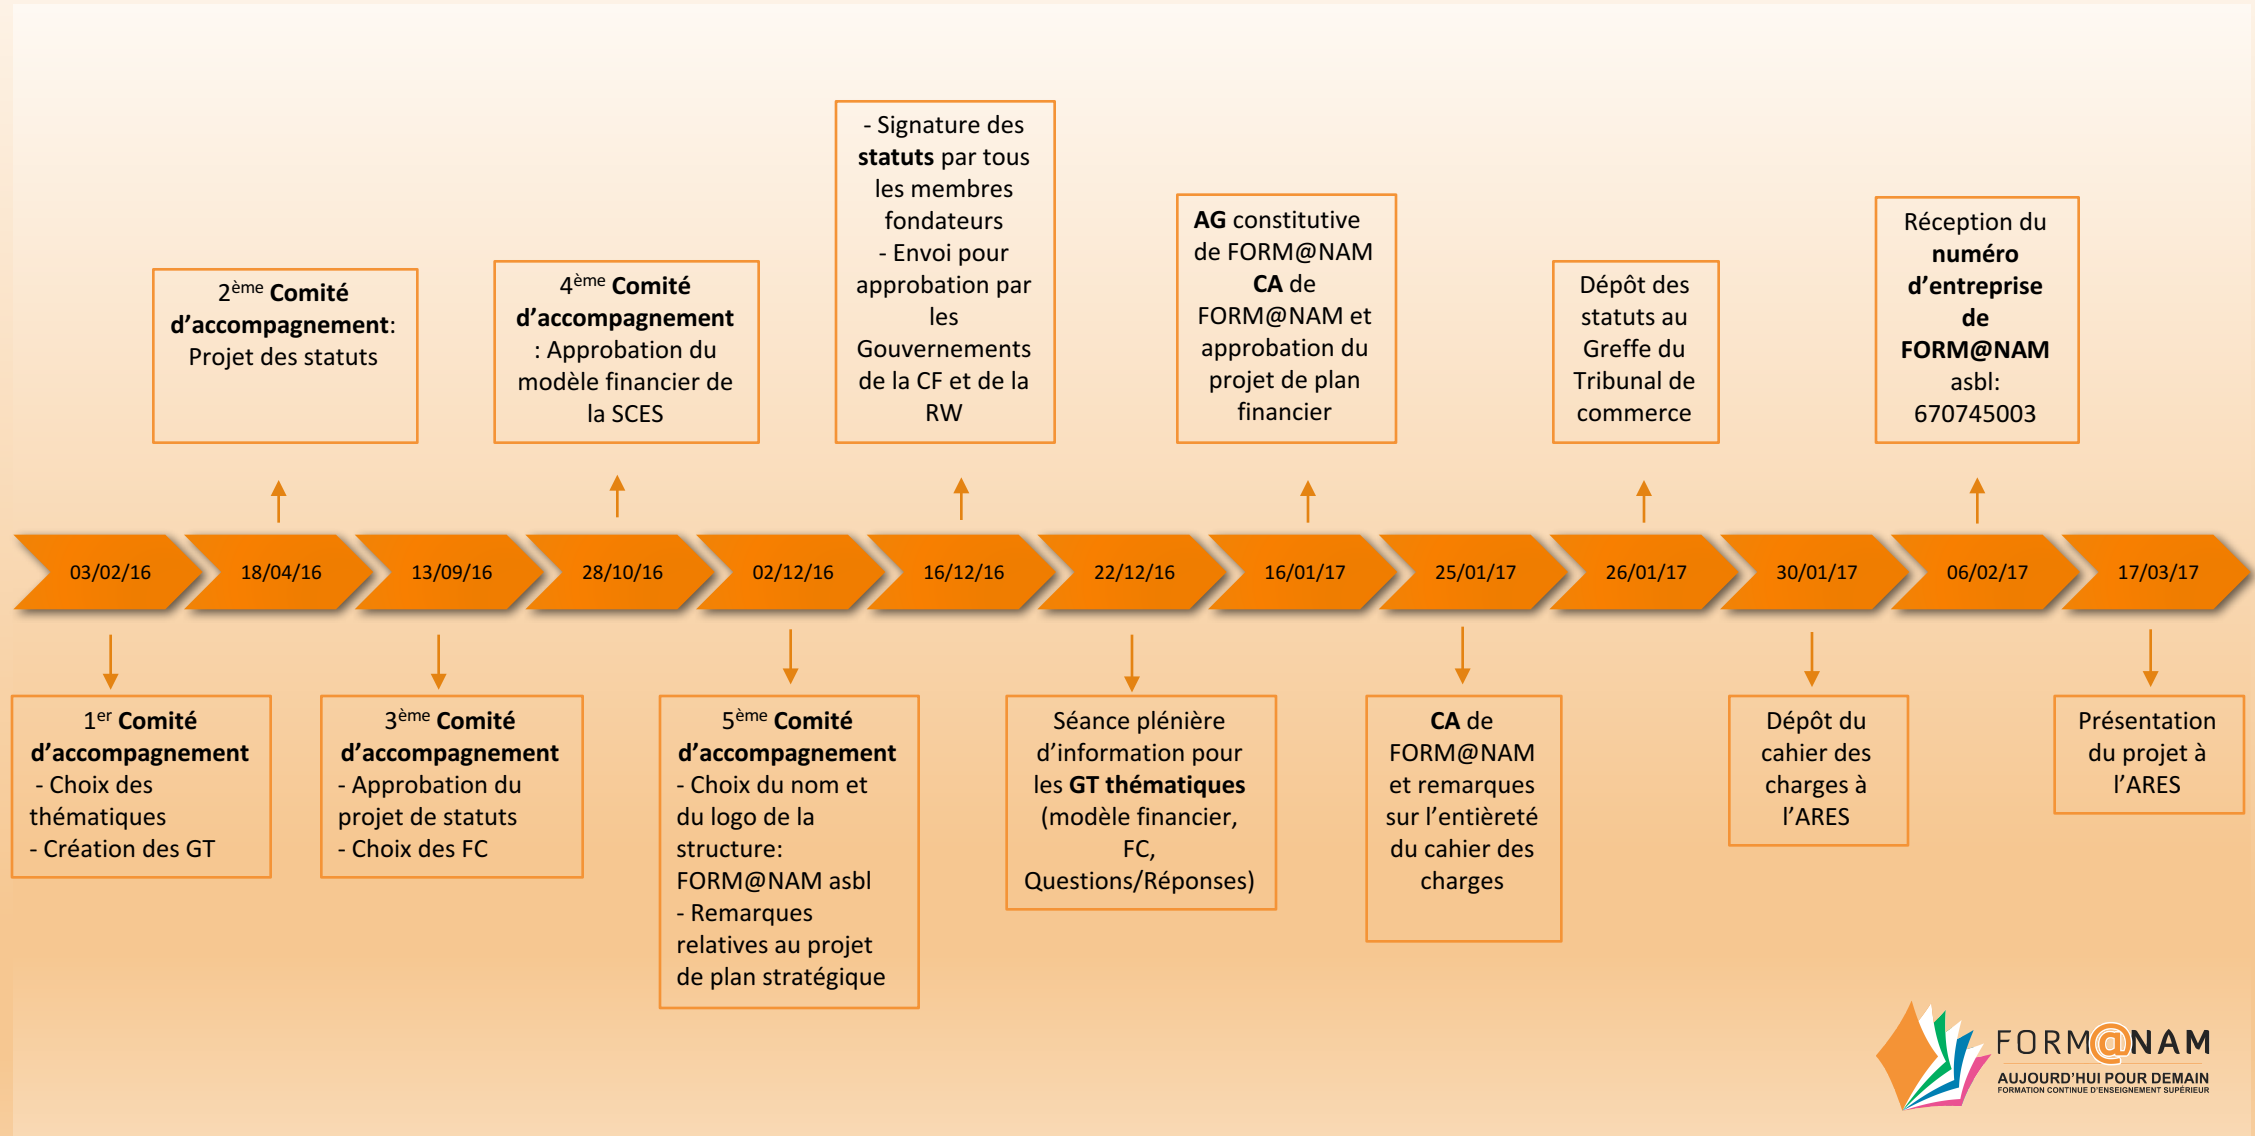 - Signature des
statuts par tous
les membres
fondateurs
- Envoi pour
approbation par
les
Gouvernements
de la CF et de la
RW
AG constitutive
de FORM@NAM
CA de
FORM@NAM et
approbation du
projet de plan
financier
Réception du
numéro
d’entreprise
de
FORM@NAM
asbl:
670745003
2ème Comité
d’accompagnement:
Projet des statuts
4ème Comité
d’accompagnement
: Approbation du
modèle financier de
la SCES
Dépôt des
statuts au
Greffe du
Tribunal de
commerce
03/02/16
18/04/16
13/09/16
28/10/16
02/12/16
16/12/16
22/12/16
16/01/17
25/01/17
26/01/17
30/01/17
06/02/17
17/03/17
1er Comité
d’accompagnement
- Choix des
thématiques
- Création des GT
3ème Comité
d’accompagnement
- Approbation du
projet de statuts
- Choix des FC
5ème Comité
d’accompagnement
- Choix du nom et
du logo de la
structure:
FORM@NAM asbl
- Remarques
relatives au projet
de plan stratégique
Séance plénière
d’information pour
les GT thématiques
(modèle financier,
FC,
Questions/Réponses)
CA de
FORM@NAM
et remarques
sur l’entièreté
du cahier des
charges
Dépôt du
cahier des
charges à
l’ARES
Présentation
du projet à
l’ARES
FORM@NAM
AUJOURD’HUI POUR DEMAIN
FORMATION CONTINUE D’ENSEIGNEMENT SUPÉRIEUR